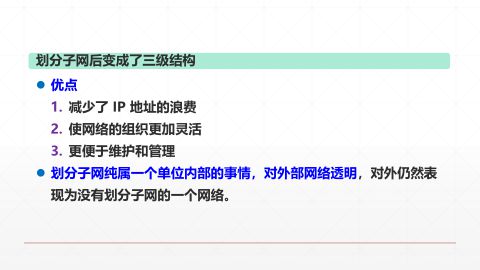 划分子网后变成了三级结构
优点
1. 减少了 IP 地址的浪费
2. 使网络的组织更加灵活
3. 更便于维护和管理
划分子网纯属一个单位内部的事情，对外部网络透明，对外仍然表
现为没有划分子网的一个网络。